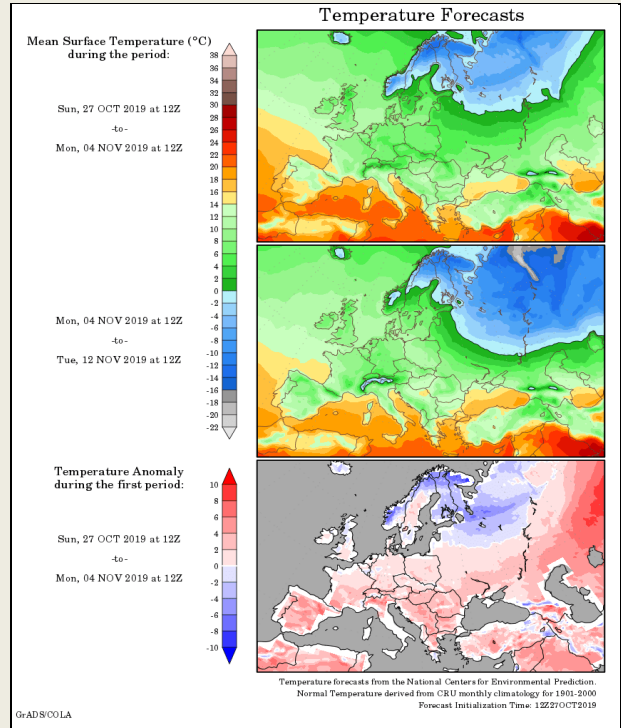 Temperature Forecasts
Mean Surface Temperature (°C)
during the period:
38
36
34
32
30
28
26
24
22
20
18
16
14
12
10
8
6
4
2
0
-2
-4
-6
-8
-10
-12
-14
-16
-18
-20
-22
Sun, 27 OCT 2019 at 12Z
-to-
Mon, 04 NOV 2019 at 12Z
Mon, 04 NOV 2019 at 12Z
-to-
Tue, 12 NOV 2019 at 12Z
Temperature Anomaly
during the first period:
10
8
6
4
2
0
-2
-4
-6
-8
-10
Sun, 27 OCT 2019 at 12Z
-to-
Mon, 04 NOV 2019 at 12Z
Temperature forecasts from the National Centers for Environmental Prediction.
Normal Temperature derived from CRU monthly climatology for 1901-2000
Forecast Initialization Time: 12Z27OCT2019
GrADS/COLA